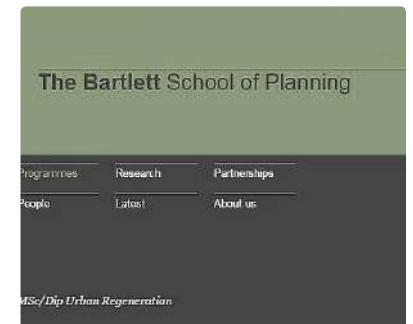 The Bartlett School of Planning
Programmes Research Partnerships
People Latest About us
MSc/Dip Urban Regeneration